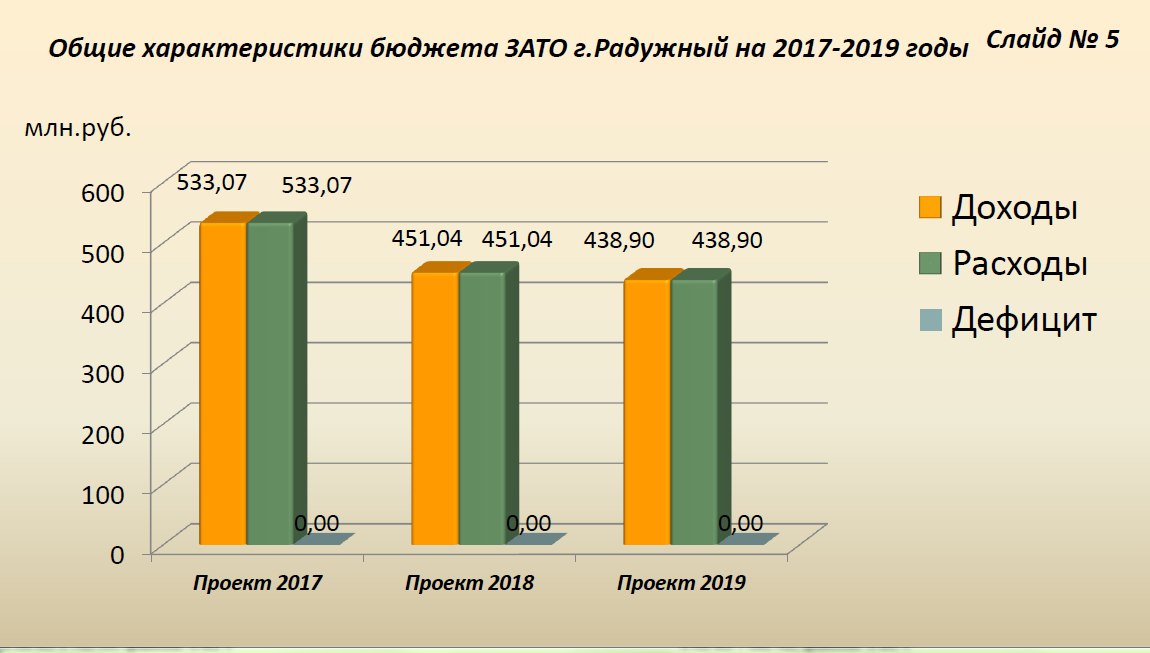 Общие характеристики бюджета ЗАТО г.Радужный на 2017-2019 годы
Слайд № 5
млн.руб.
600
500
400
300
200
100
0
533,07
533,07
0,00
451,04
451,04
0,00
438,90
438,90
0,00
Проект 2017
Проект 2018
Проект 2019
Доходы
Расходы
Дефицит